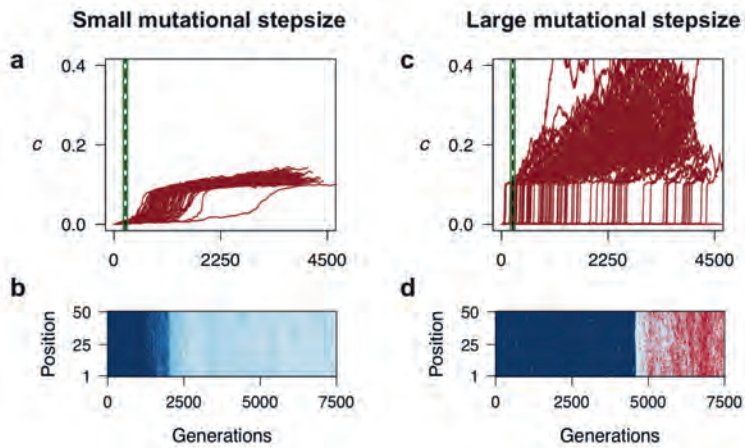 Small mutational stepsize
Large mutational stepsize
a
c
0.4
0.2
0.0
c
0 2250 4500
0.4
0.2
0.0
c
0 2250 4500
b
d
Position
50
25
1
0 2500 5000 7500
Generations
Position
50
25
1
0 2500 5000 7500
Generations